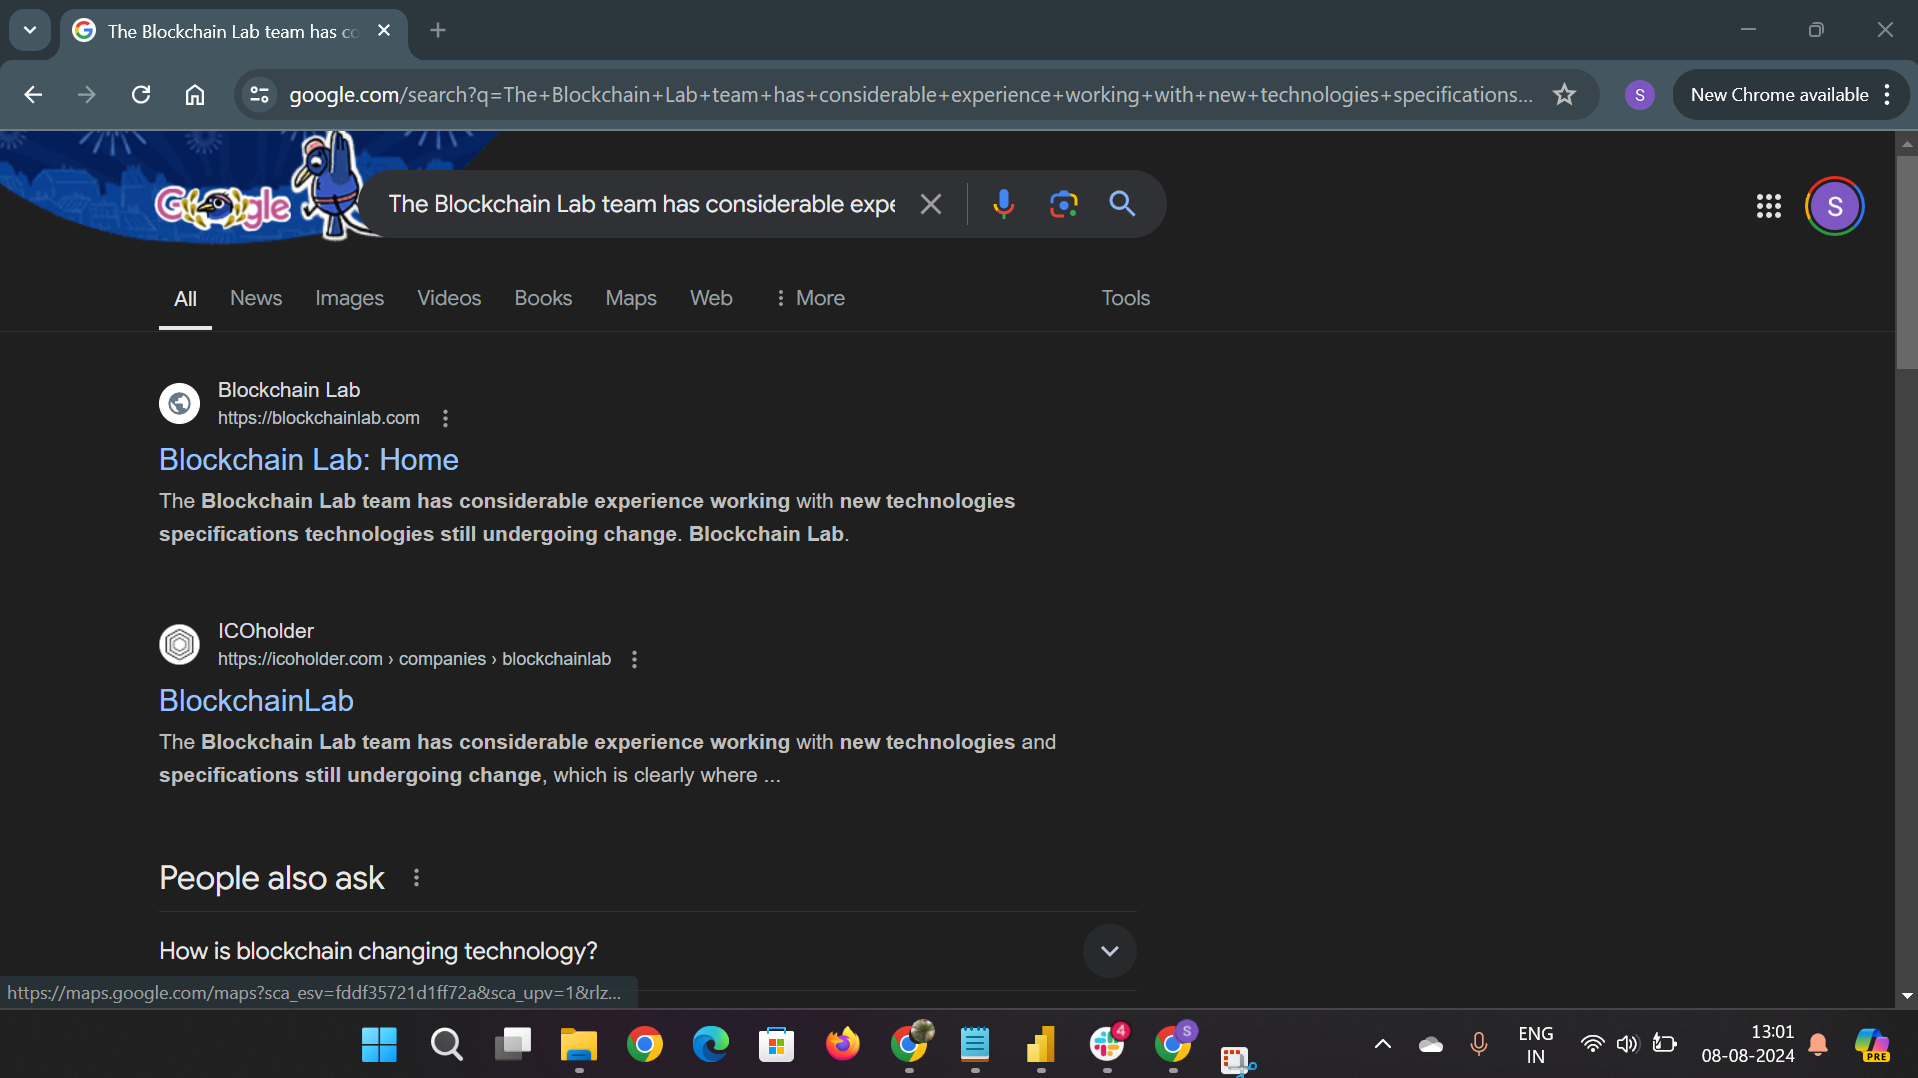 The Blockchain Lab team has co
google.com/search?q=The+Blockchain+Lab+team+has+considerable+experience+working+with+new+technologies+specifications...
S
New Chrome available
Google
The Blockchain Lab team has considerable expe
S
All
News
Images
Videos
Books
Maps
Web
More
Tools
Blockchain Lab
https://blockchainlab.com
Blockchain Lab: Home
The Blockchain Lab team has considerable experience working with new technologies
specifications technologies still undergoing change. Blockchain Lab.
ICOholder
https://icoholder.com › companies › blockchainlab
BlockchainLab
The Blockchain Lab team has considerable experience working with new technologies and
specifications still undergoing change, which is clearly where ...
People also ask
How is blockchain changing technology?
https://maps.google.com/maps?sca_esv=fddf35721d1ff72a&sca_upv=1&rlz...
4
S
ENG
IN
13:01
08-08-2024
PRE